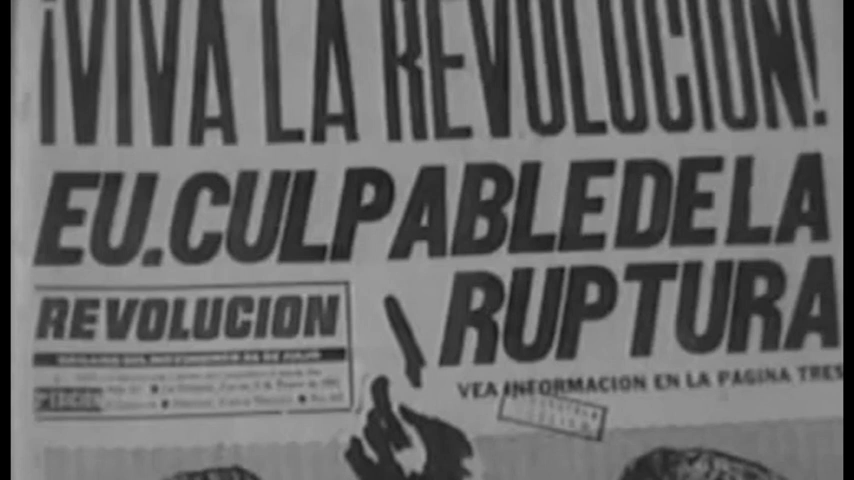 ¡VIVA LA REVOLUCION!
EU.CULPABLE DE LA
RUPTURA
REVOLUCION
VEA INFORMACION EN LA PAGINA TRES